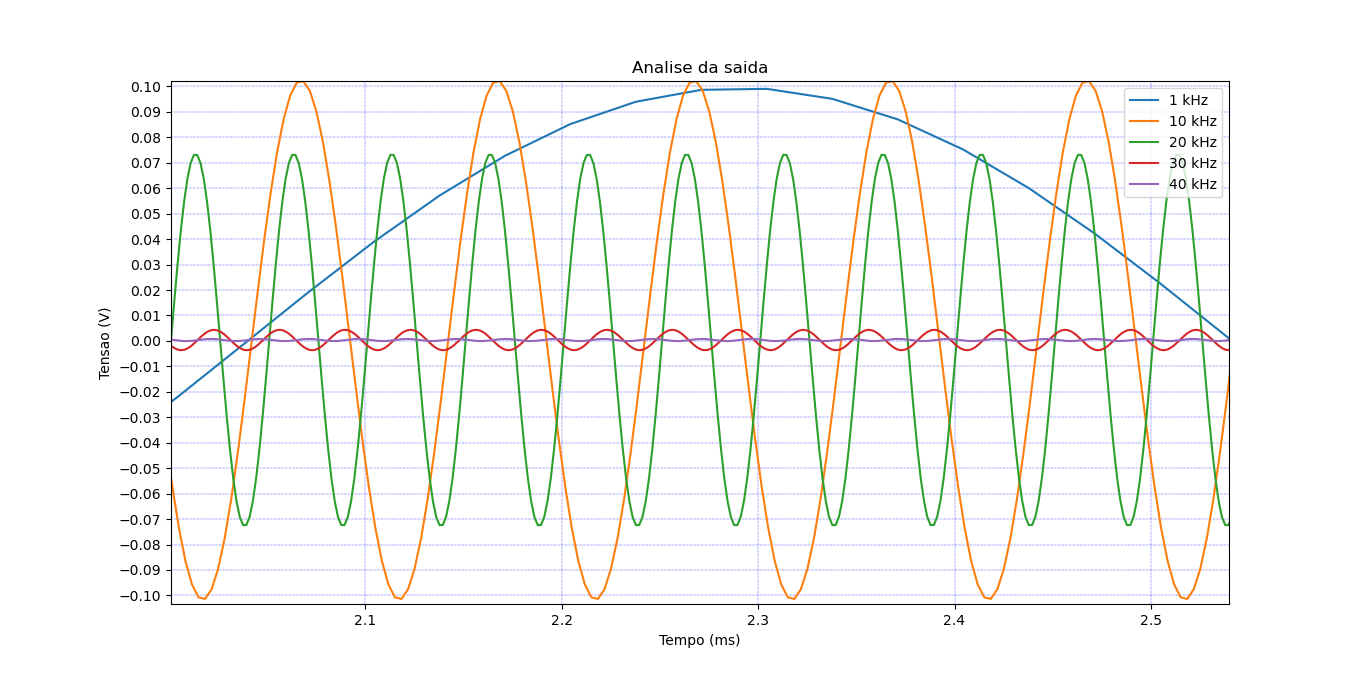 Analise da saida
0.10
0.09
0.08
0.07
0.06
0.05
0.04
0.03
0.02
0.01
0.00
−0.01
−0.02
−0.03
−0.04
−0.05
−0.06
−0.07
−0.08
−0.09
−0.10
Tensao (V)
1 kHz
10 kHz
20 kHz
30 kHz
40 kHz
2.1 2.2 2.3 2.4 2.5
Tempo (ms)